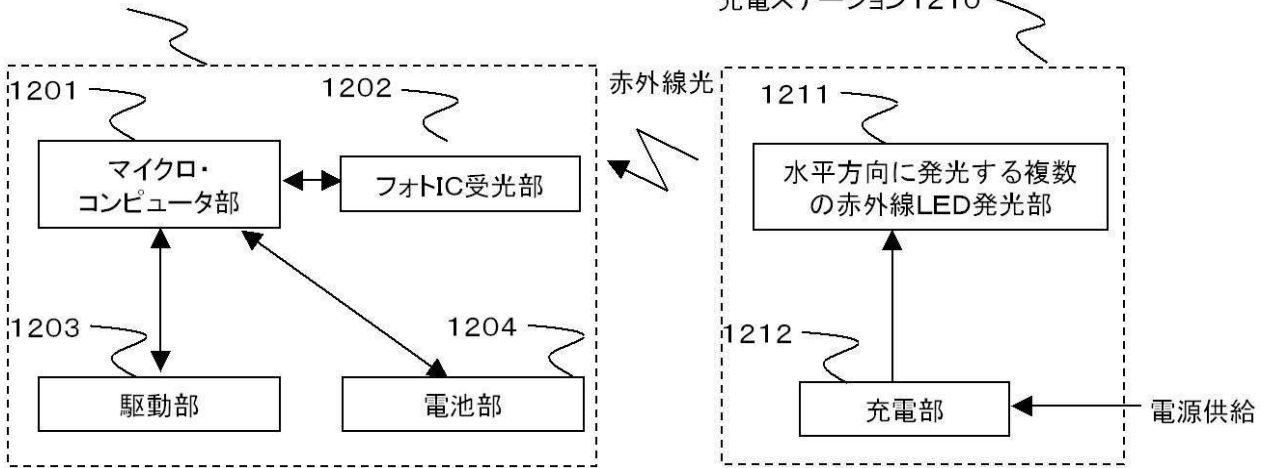 充電ステーション1210
1201
1202
赤外線光
1211
マイクロ・
コンピュータ部
フォトIC受光部
水平方向に発光する複数
の赤外線LED発光部
1203
1204
1212
駆動部
電池部
充電部
電源供給